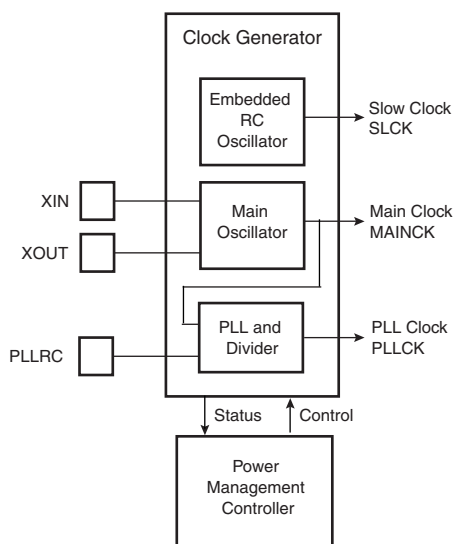 Clock Generator
Embedded
RC
Oscillator
Slow Clock
SLCK
XIN
Main
Oscillator
Main Clock
MAINCK
XOUT
PLL and
Divider
PLL Clock
PLLCK
PLLRC
Status
Control
Power
Management
Controller